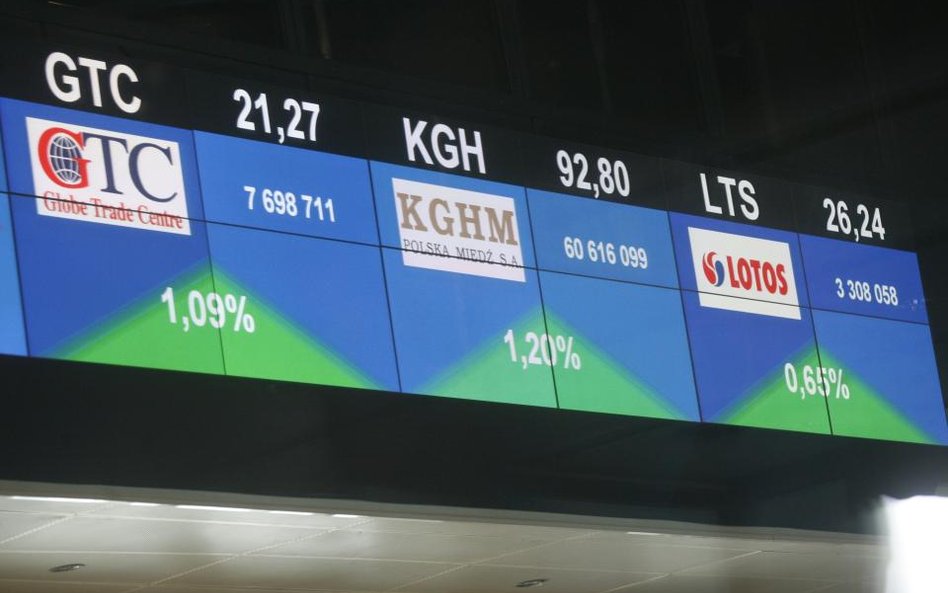 GTC 21,27
GTC
Globe Trade Centre
7 698 711
1,09%
KGH 92,80
KGHM
POLSKA MIEDŹ S.A
60 616 099
1,20%
LTS 26,24
LOTOS
3 308 058
0,65%